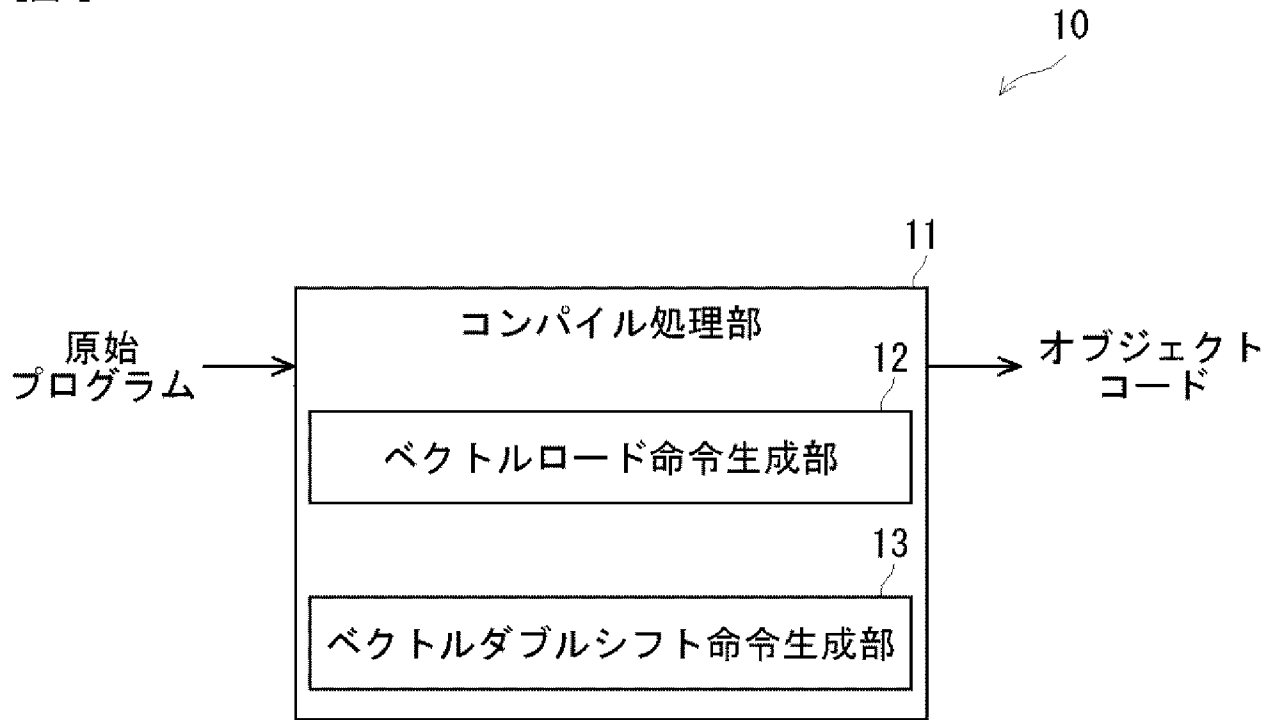 10
11
コンパイル処理部
原始
プログラム
オブジェクト
コード
12
ベクトルロード命令生成部
13
ベクトルダブルシフト命令生成部